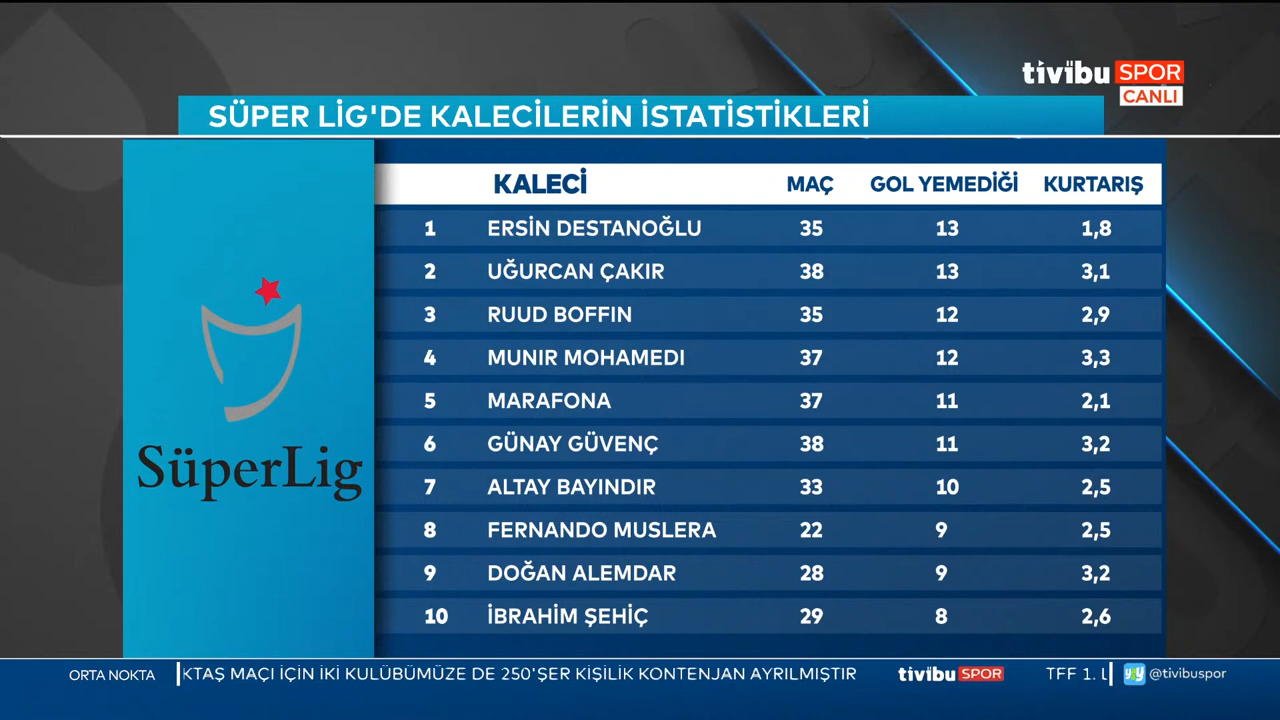 tivibu SPOR
CANLI
SÜPER LİG'DE KALECİLERİN İSTATİSTİKLERİ
KALECİ MAÇ GOL YEMEDİĞİ KURTARIŞ
1 ERSİN DESTANOĞLU 35 13 1,8
2 UĞURCAN ÇAKIR 38 13 3,1
3 RUUD BOFFIN 35 12 2,9
4 MUNIR MOHAMEDI 37 12 3,3
5 MARAFONA 37 11 2,1
6 GÜNAY GÜVENÇ 38 11 3,2
7 ALTAY BAYINDIR 33 10 2,5
8 FERNANDO MUSLERA 22 9 2,5
9 DOĞAN ALEMDAR 28 9 3,2
10 İBRAHİM ŞEHİÇ 29 8 2,6
SüperLig
ORTA NOKTA KTAŞ MAÇI İÇİN İKİ KULÜBÜMÜZE DE 250'ŞER KİŞİLİK KONTENJAN AYRILMIŞTIR tivibu SPOR TFF 1. L @tivibuspor